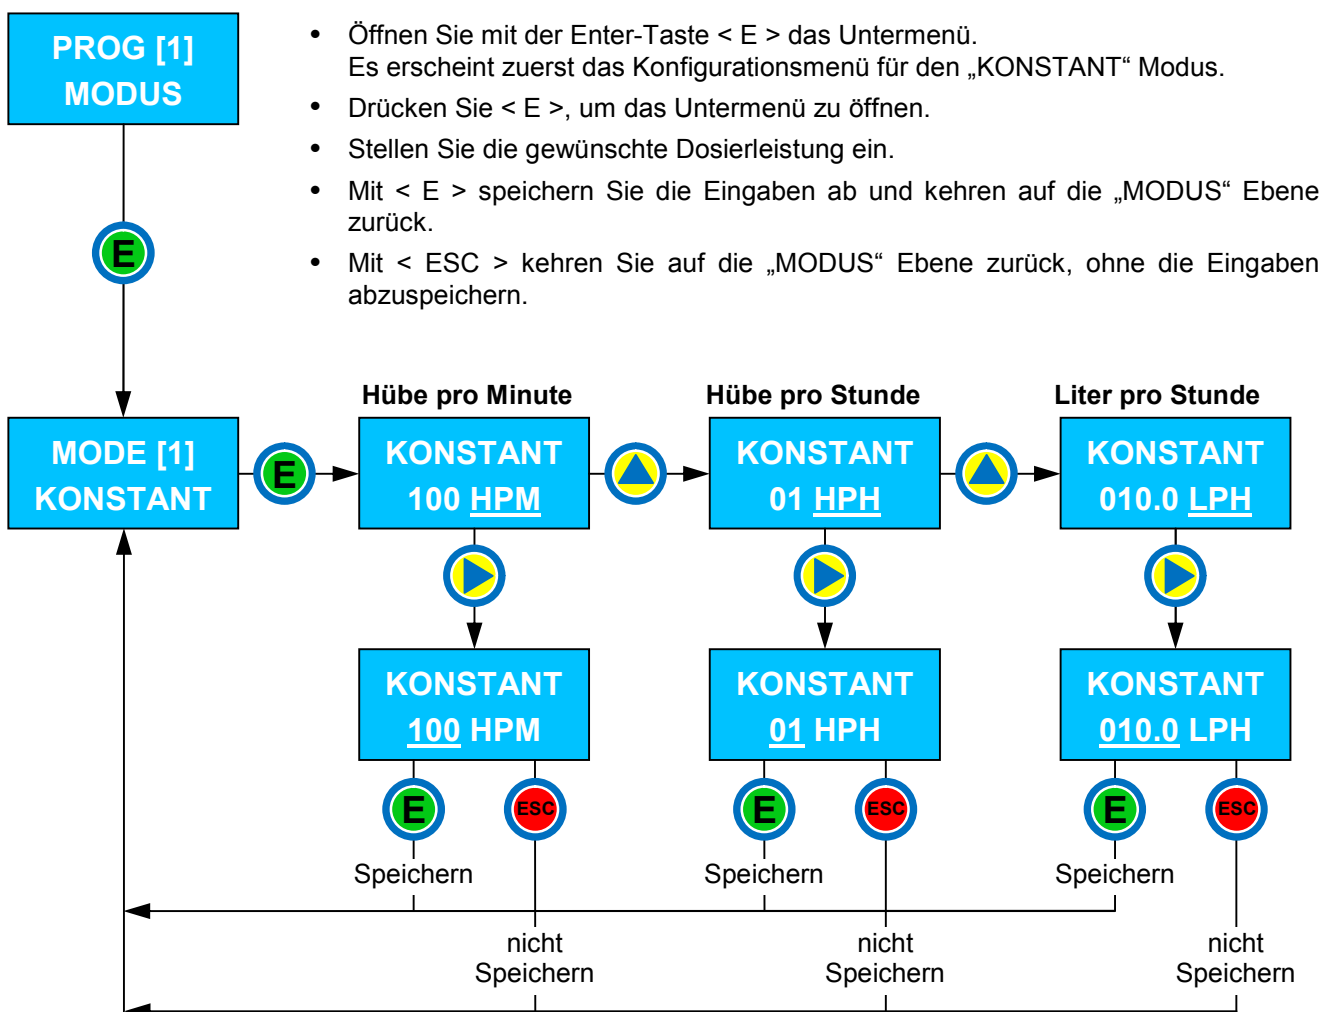 PROG [1]
MODUS
• Öffnen Sie mit der Enter-Taste < E > das Untermenü.
Es erscheint zuerst das Konfigurationsmenü für den „KONSTANT“ Modus.
• Drücken Sie < E >, um das Untermenü zu öffnen.
• Stellen Sie die gewünschte Dosierleistung ein.
• Mit < E > speichern Sie die Eingaben ab und kehren auf die „MODUS“ Ebene
zurück.
• Mit < ESC > kehren Sie auf die „MODUS“ Ebene zurück, ohne die Eingaben
abzuspeichern.
E
Hübe pro Minute
Hübe pro Stunde
Liter pro Stunde
MODE [1]
KONSTANT
E
KONSTANT
100 HPM
KONSTANT
01 HPH
KONSTANT
010.0 LPH
KONSTANT
100 HPM
KONSTANT
01 HPH
KONSTANT
010.0 LPH
E
ESC
E
ESC
E
ESC
Speichern
Speichern
Speichern
nicht
Speichern
nicht
Speichern
nicht
Speichern